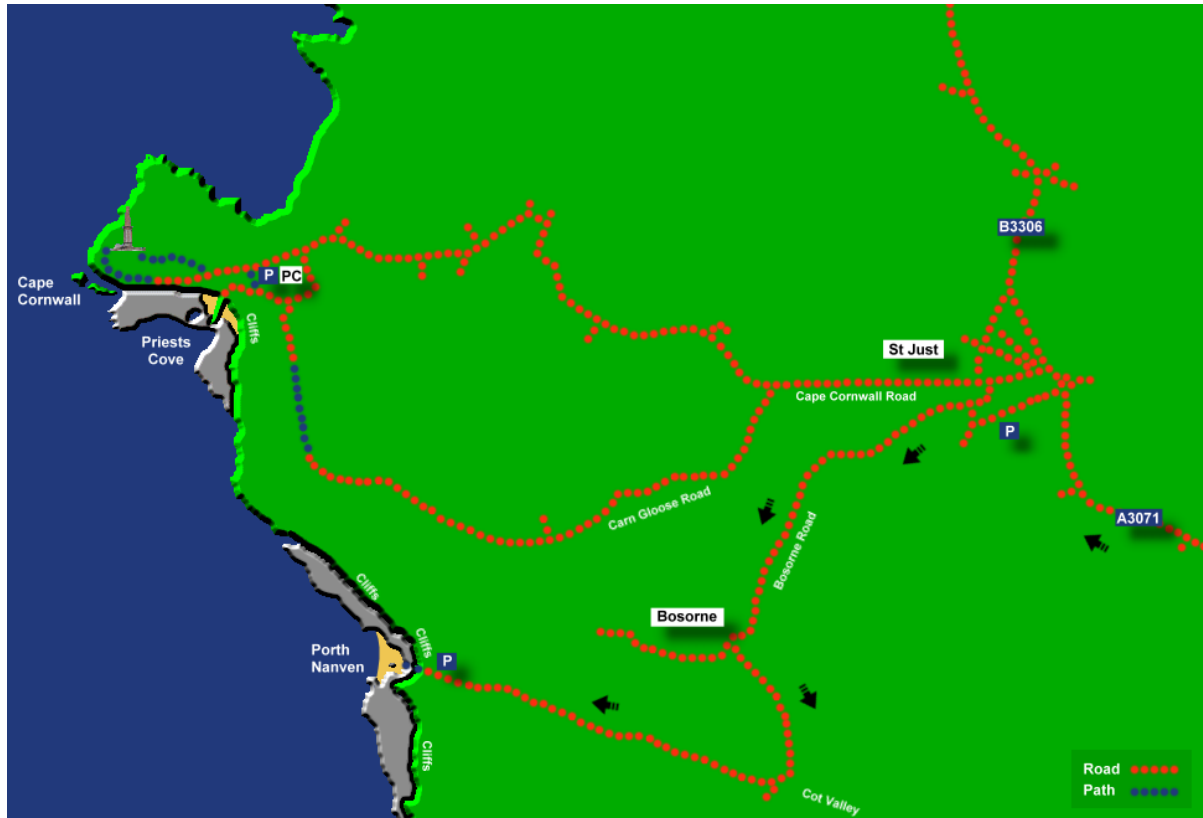 B3306
P PC
Cape
Cornwall
Cliffs
Priests
Cove
St Just
Cape Cornwall Road
P
Carn Gloose Road
Bosorne Road
A3071
Cliffs
Bosorne
Cliffs
Porth
Nanven
P
Cliffs
Cot Valley
Road
Path